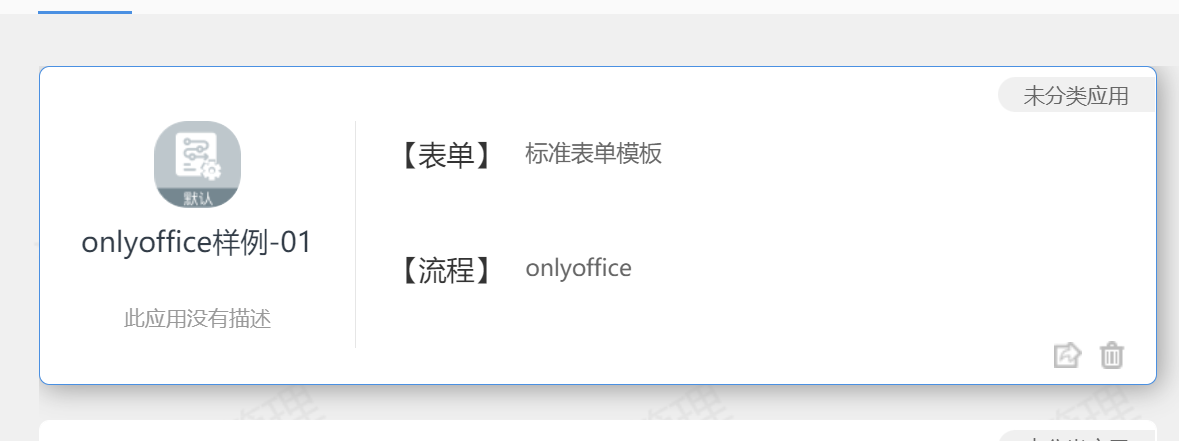 未分类应用
默认
onlyoffice样例-01
此应用没有描述
【表单】 标准表单模板
【流程】 onlyoffice